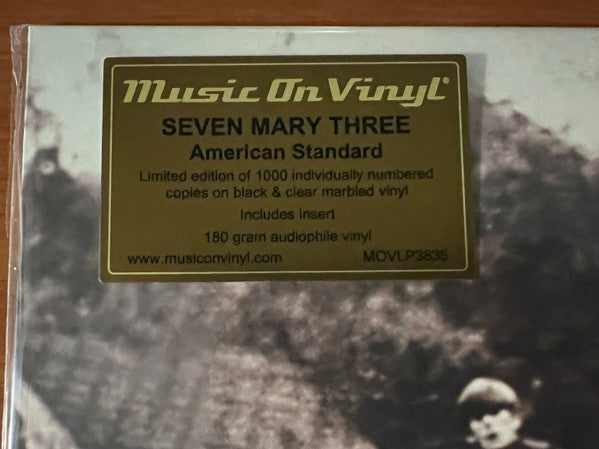 Music On Vinyl®
SEVEN MARY THREE
American Standard
Limited edition of 1000 individually numbered
copies on black & clear marbled vinyl
Includes insert
180 gram audiophile vinyl
www.musiconvinyl.com MOVLP3835